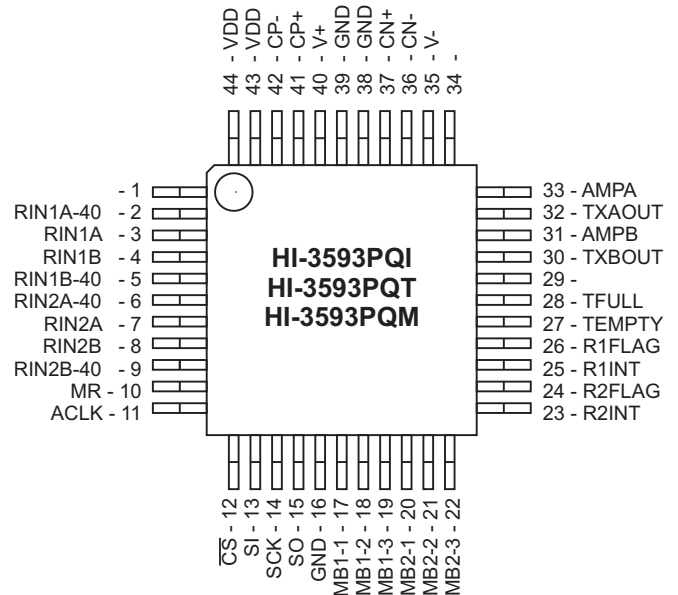 44 - VDD
43 - VDD
42 - CP-
41 - CP+
40 - V+
39 - GND
38 - GND
37 - CN+
36 - CN-
35 - V-
34 -
- 1
RIN1A-40 - 2
RIN1A - 3
RIN1B - 4
RIN1B-40 - 5
RIN2A-40 - 6
RIN2A - 7
RIN2B - 8
RIN2B-40 - 9
MR - 10
ACLK - 11
HI-3593PQI
HI-3593PQT
HI-3593PQM
33 - AMPA
32 - TXAOUT
31 - AMPB
30 - TXBOUT
29 -
28 - TFULL
27 - TEMPTY
26 - R1FLAG
25 - R1INT
24 - R2FLAG
23 - R2INT
C̅S̅ - 12
SI - 13
SCK - 14
SO - 15
GND - 16
MB1-1 - 17
MB1-2 - 18
MB1-3 - 19
MB2-1 - 20
MB2-2 - 21
MB2-3 - 22